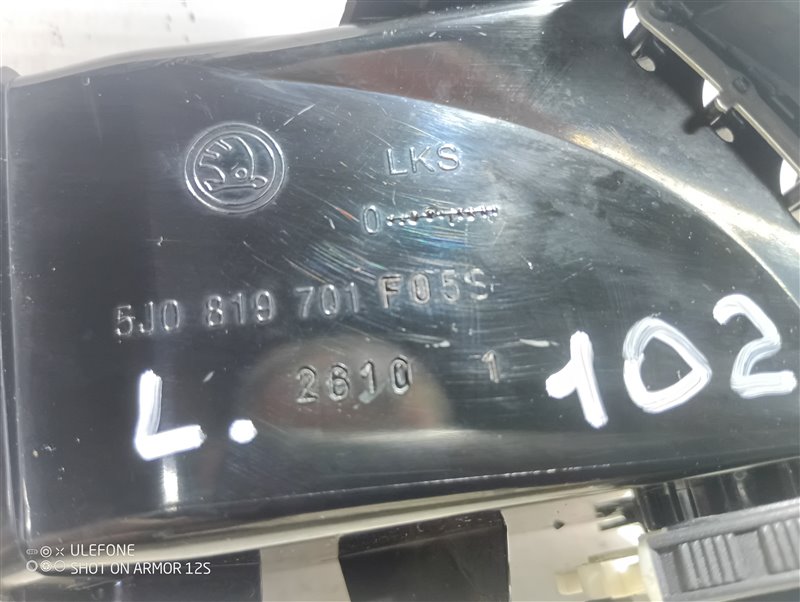 LKS
5J0 819 701 F05S
2610 1
L. 102
ULEFONE
SHOT ON ARMOR 12S